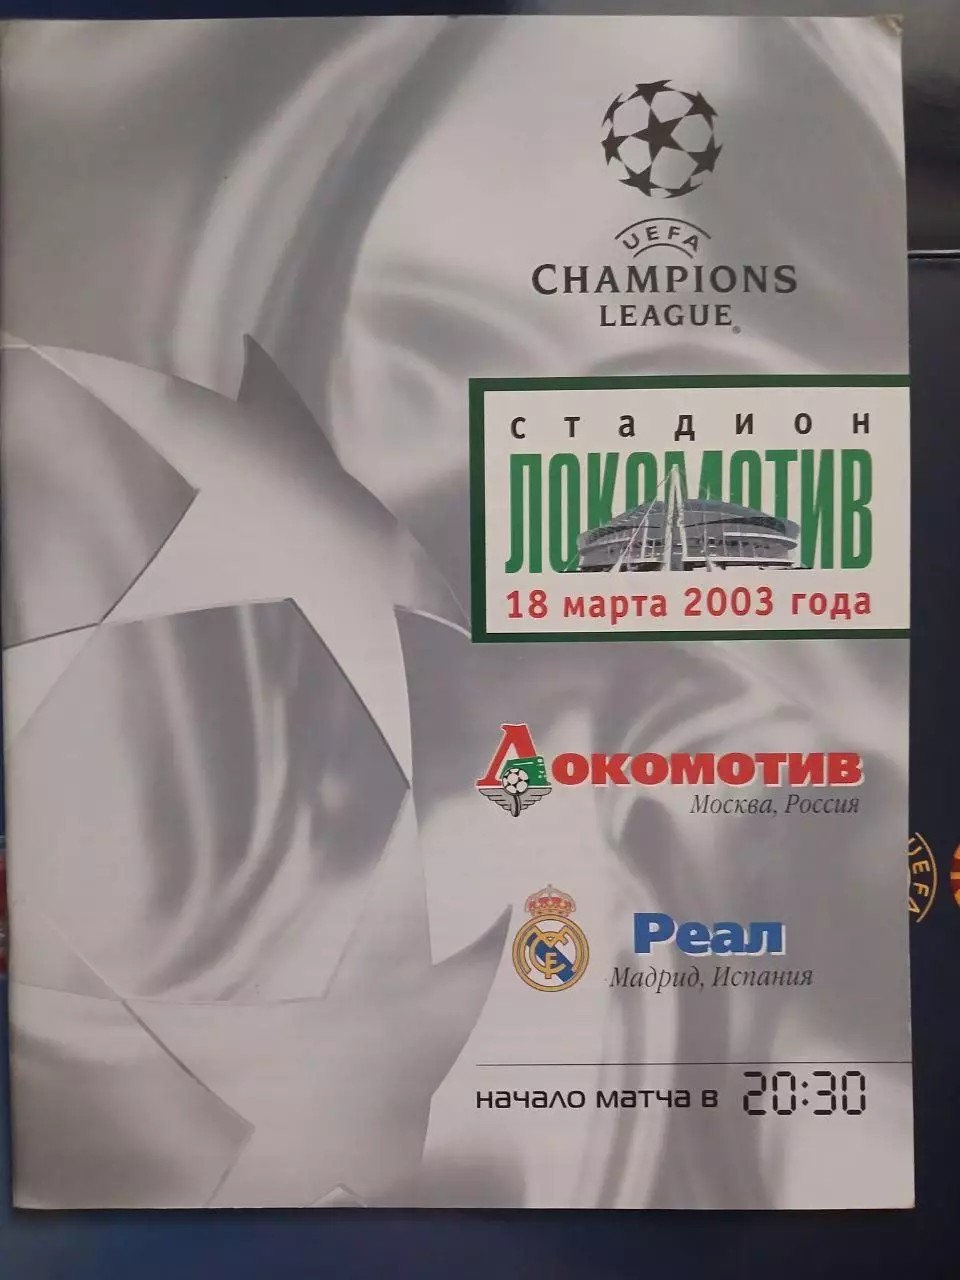 UEFA
CHAMPIONS
LEAGUE®
стадион
ЛОКОМОТИВ
18 марта 2003 года
Локомотив
Москва, Россия
Реал
Мадрид, Испания
начало матча в 20:30
UEFA